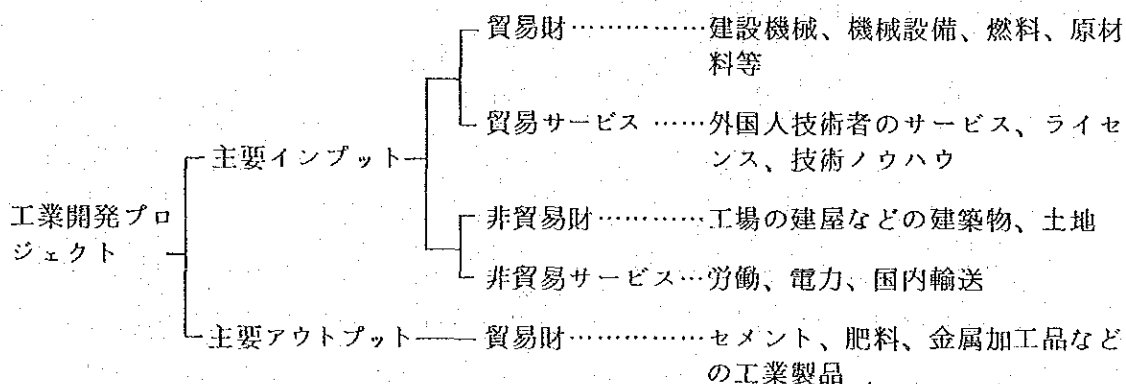 貿易財……………建設機械、機械設備、燃料、原材
料等
貿易サービス ……外国人技術者のサービス、ライセ
ンス、技術ノウハウ
主要インプット
工業開発プロ
ジェクト
非貿易財…………工場の建屋などの建築物、土地
非貿易サービス…労働、電力、国内輸送
主要アウトプット
貿易財……………セメント、肥料、金属加工品など
の工業製品